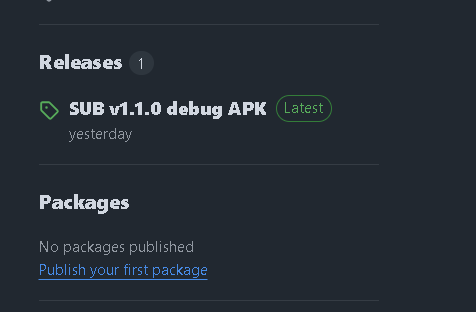 Releases 1
SUB v1.1.0 debug APK Latest
yesterday
Packages
No packages published
Publish your first package